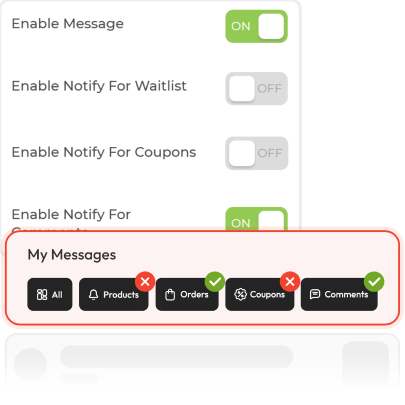 Enable Message
ON
Enable Notify For Waitlist
OFF
Enable Notify For Coupons
OFF
Enable Notify For
Comments
ON
My Messages
All
Products
Orders
Coupons
Comments